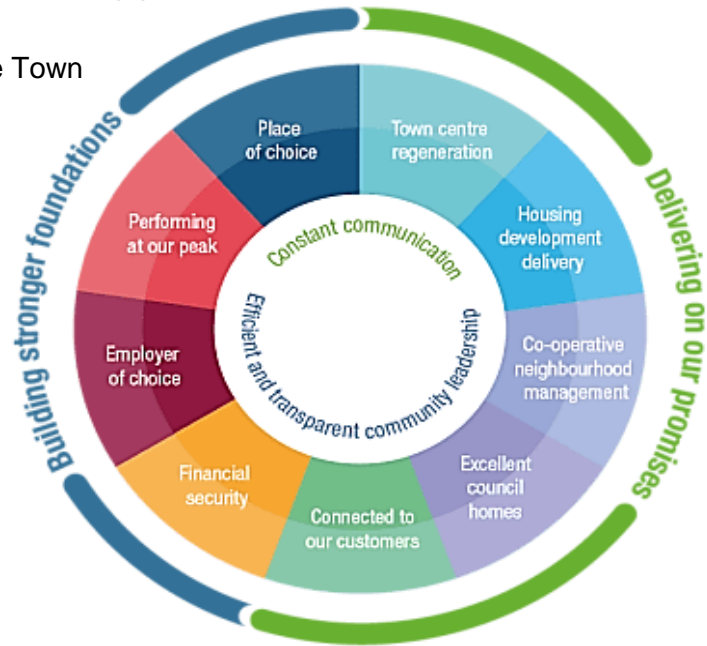 e Town
Place
of choice
Town centre
regeneration
Housing
development
delivery
Co-operative
neighbourhood
management
Excellent
council
homes
Connected to
our customers
Financial
security
Employer
of choice
Performing
at our peak
Constant communication
Efficient and transparent community leadership
Building stronger foundations
Delivering on our promises